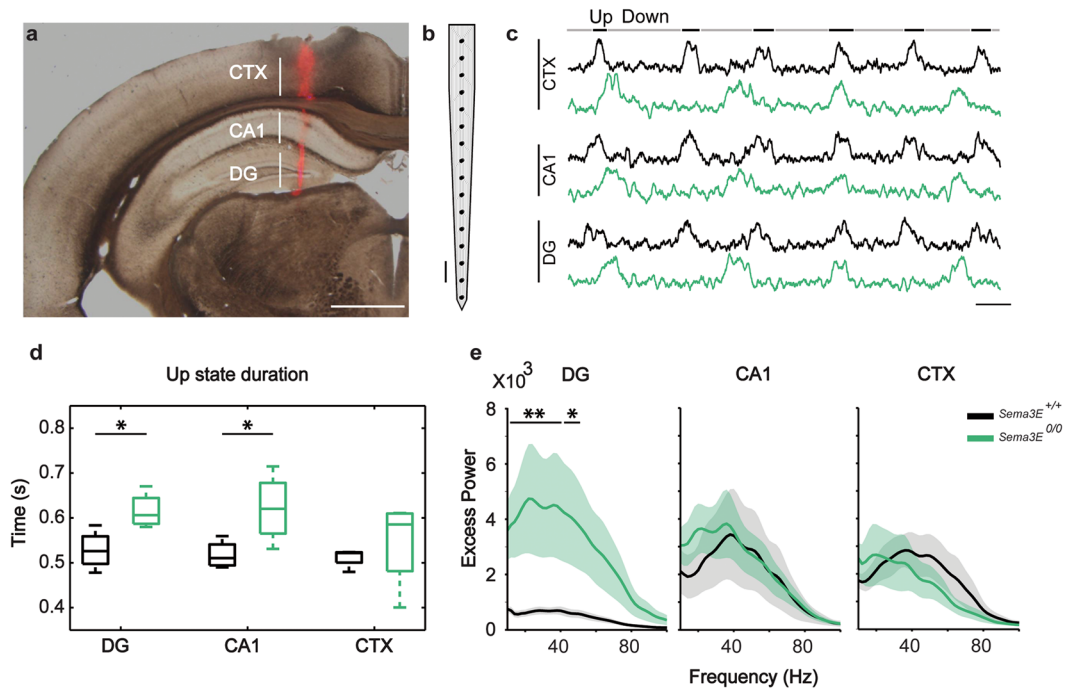 a
CTX
CA1
DG
b
c
Up Down
CTX
CA1
DG
d
Up state duration
Time (s)
0.8
0.7
0.6
0.5
0.4
*
*
DG
CA1
CTX
e
X10³
DG
CA1
CTX
Excess Power
8
6
4
2
0
** *
Sema3E +/+
Sema3E 0/0
40 80
40 80
40 80
Frequency (Hz)